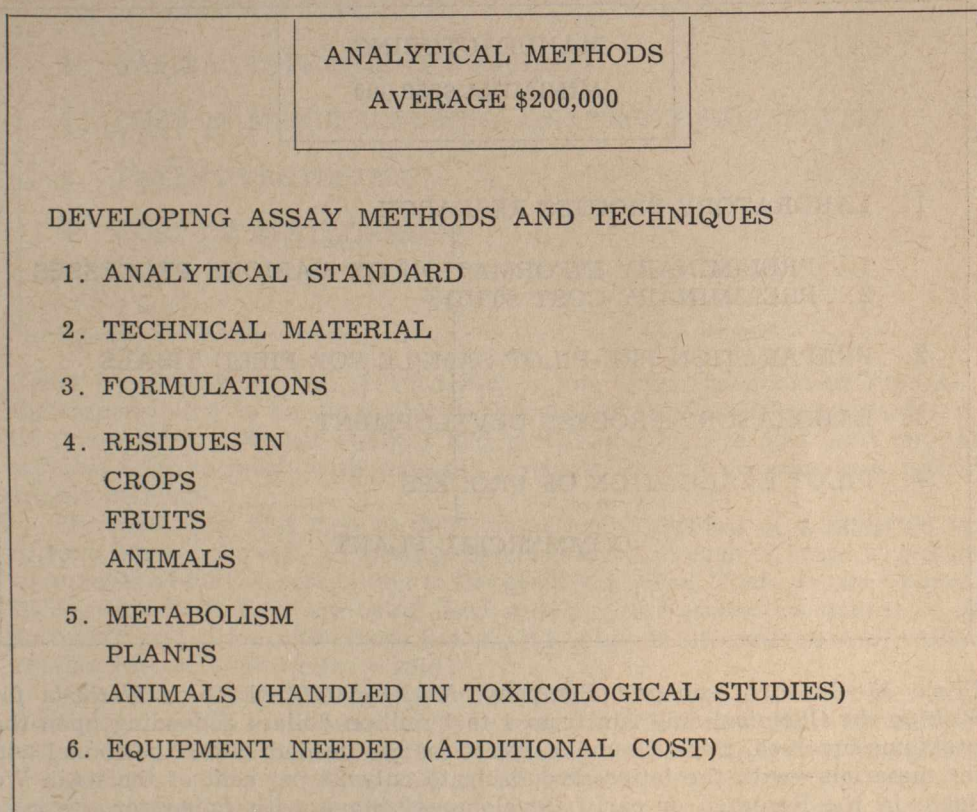 ANALYTICAL METHODS
AVERAGE $200,000
DEVELOPING ASSAY METHODS AND TECHNIQUES
1. ANALYTICAL STANDARD
2. TECHNICAL MATERIAL
3. FORMULATIONS
4. RESIDUES IN
CROPS
FRUITS
ANIMALS
5. METABOLISM
PLANTS
ANIMALS (HANDLED IN TOXICOLOGICAL STUDIES)
6. EQUIPMENT NEEDED (ADDITIONAL COST)